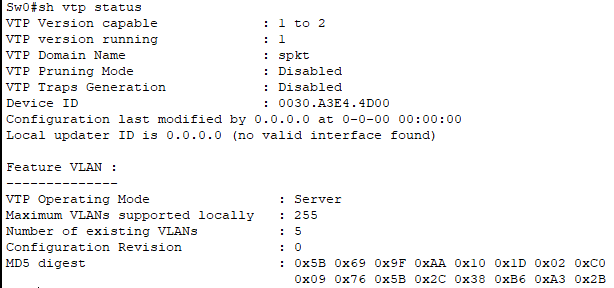 Sw0#sh vtp status
VTP Version capable : 1 to 2
VTP version running : 1
VTP Domain Name : spkt
VTP Pruning Mode : Disabled
VTP Traps Generation : Disabled
Device ID : 0030.A3E4.4D00
Configuration last modified by 0.0.0.0 at 0-0-00 00:00:00
Local updater ID is 0.0.0.0 (no valid interface found)
Feature VLAN :
--------------
VTP Operating Mode : Server
Maximum VLANs supported locally : 255
Number of existing VLANs : 5
Configuration Revision : 0
MD5 digest : 0x5B 0x69 0x9F 0xAA 0x10 0x1D 0x02 0xC0
0x09 0x76 0x5B 0x2C 0x38 0xB6 0xA3 0x2B